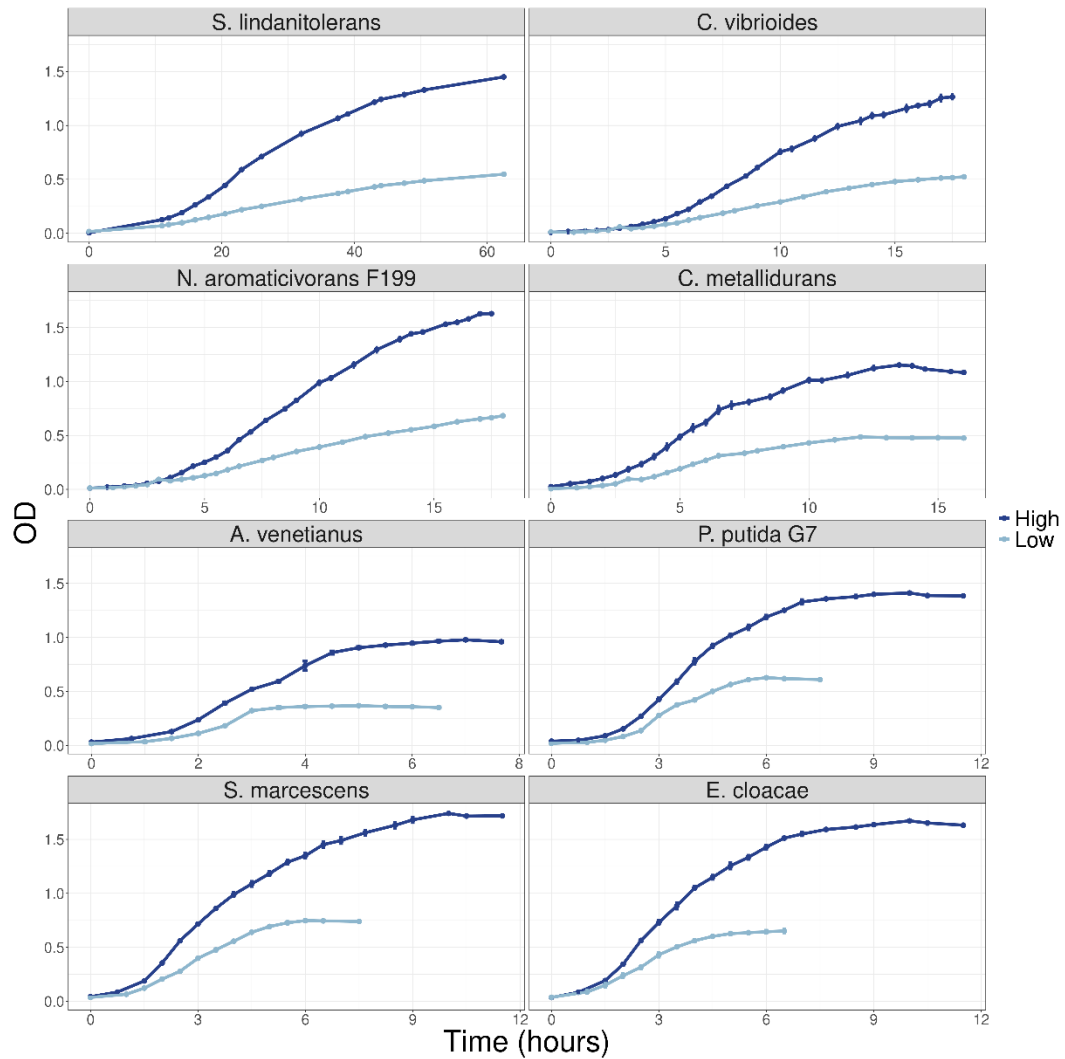 S. lindanitolerans
C. vibrioides
1.5
1.0
0.5
0.0
0 20 40 60
0 5 10 15
N. aromaticivorans F199
C. metallidurans
1.5
1.0
0.5
0.0
0 5 10 15
0 5 10 15
OD
High
Low
A. venetianus
P. putida G7
1.5
1.0
0.5
0.0
0 2 4 6 8
0 3 6 9 12
S. marcescens
E. cloacae
1.5
1.0
0.5
0.0
0 3 6 9 12
0 3 6 9 12
Time (hours)